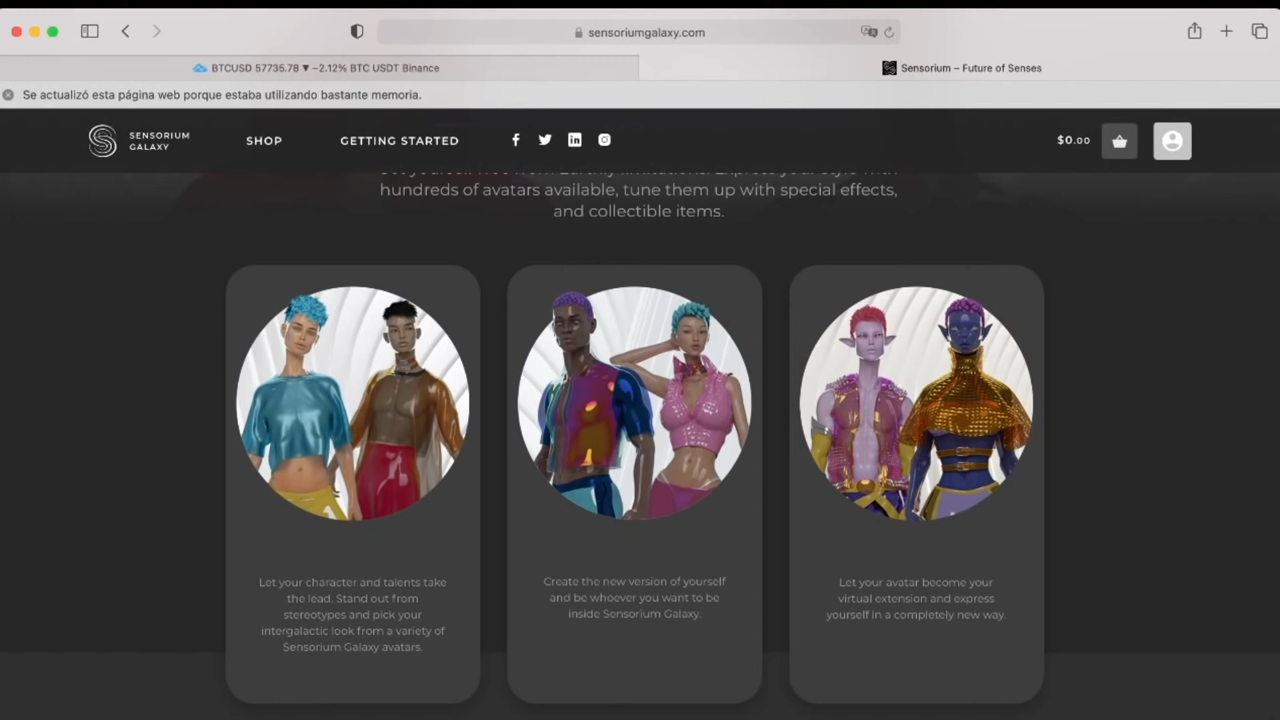 sensoriumgalaxy.com
BTCUSD 57735.78 ▼ −2.12% BTC USDT Binance
Sensorium – Future of Senses
Se actualizó esta página web porque estaba utilizando bastante memoria.
SENSORIUM
GALAXY
SHOP
GETTING STARTED
$0.00
hundreds of avatars available, tune them up with special effects,
and collectible items.
Let your character and talents take
the lead. Stand out from
stereotypes and pick your
intergalactic look from a variety of
Sensorium Galaxy avatars.
Create the new version of yourself
and be whoever you want to be
inside Sensorium Galaxy.
Let your avatar become your
virtual extension and express
yourself in a completely new way.